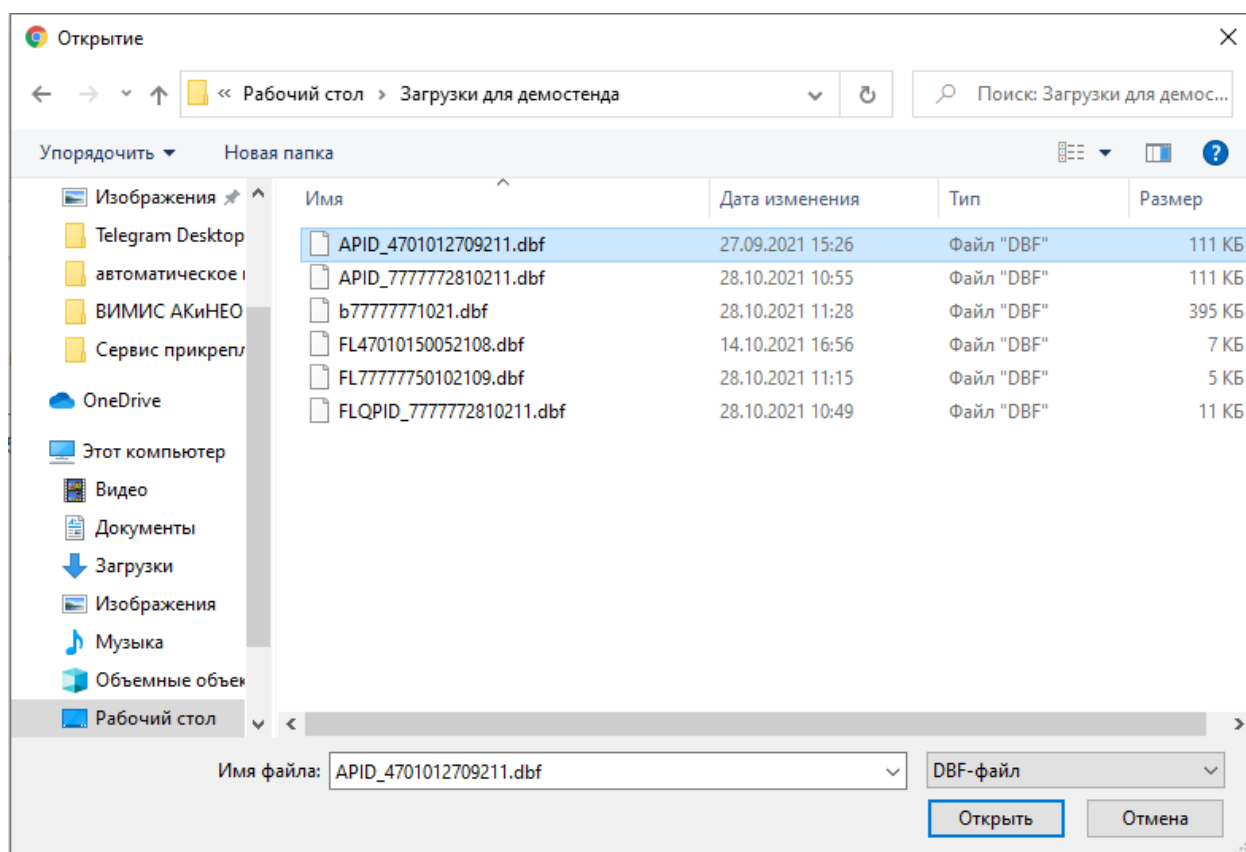 Открытие
« Рабочий стол › Загрузки для демостенда
Поиск: Загрузки для демос...
Упорядочить
Новая папка
?
Изображения
Telegram Desktop
автоматическое
ВИМИС АКиНЕО
Сервис прикреп
OneDrive
Этот компьютер
Видео
Документы
Загрузки
Изображения
Музыка
Объемные объек
Рабочий стол
Имя Дата изменения Тип Размер
APID_4701012709211.dbf 27.09.2021 15:26 Файл "DBF" 111 КБ
APID_7777772810211.dbf 28.10.2021 10:55 Файл "DBF" 111 КБ
b77777771021.dbf 28.10.2021 11:28 Файл "DBF" 395 КБ
FL47010150052108.dbf 14.10.2021 16:56 Файл "DBF" 7 КБ
FL77777750102109.dbf 28.10.2021 11:15 Файл "DBF" 5 КБ
FLQPID_7777772810211.dbf 28.10.2021 10:49 Файл "DBF" 11 КБ
Имя файла: APID_4701012709211.dbf DBF-файл
Открыть Отмена